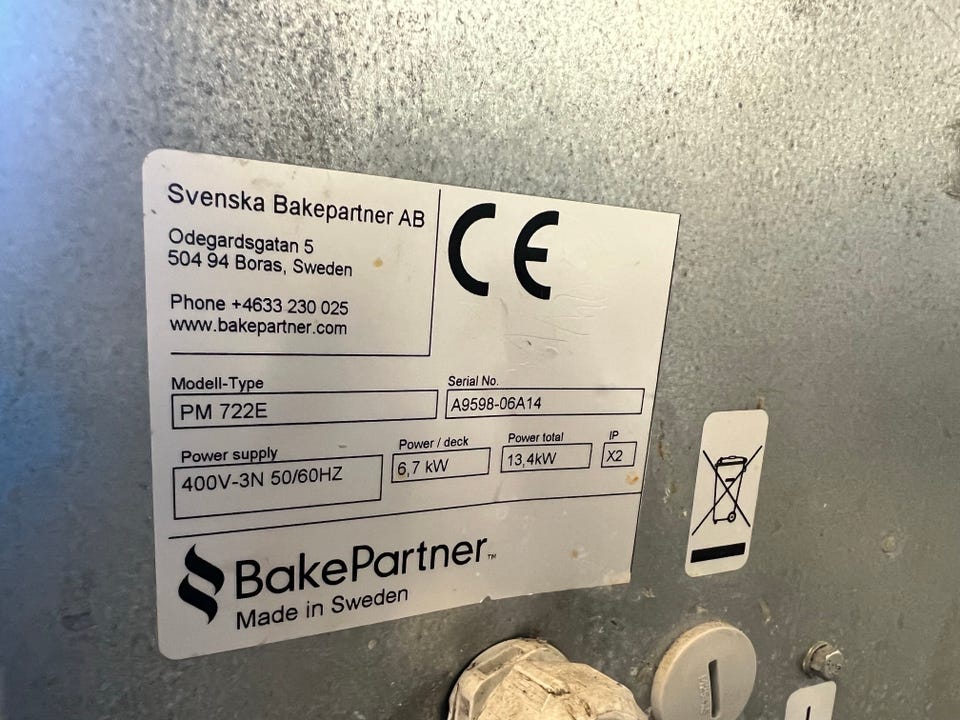 Svenska Bakepartner AB
Odegardsgatan 5
504 94 Boras, Sweden
Phone +4633 230 025
www.bakepartner.com
CE
Modell-Type
PM 722E
Serial No.
A9598-06A14
Power supply
400V-3N 50/60HZ
Power / deck
6,7 kW
Power total
13,4kW
IP
X2
BakePartner™
Made in Sweden